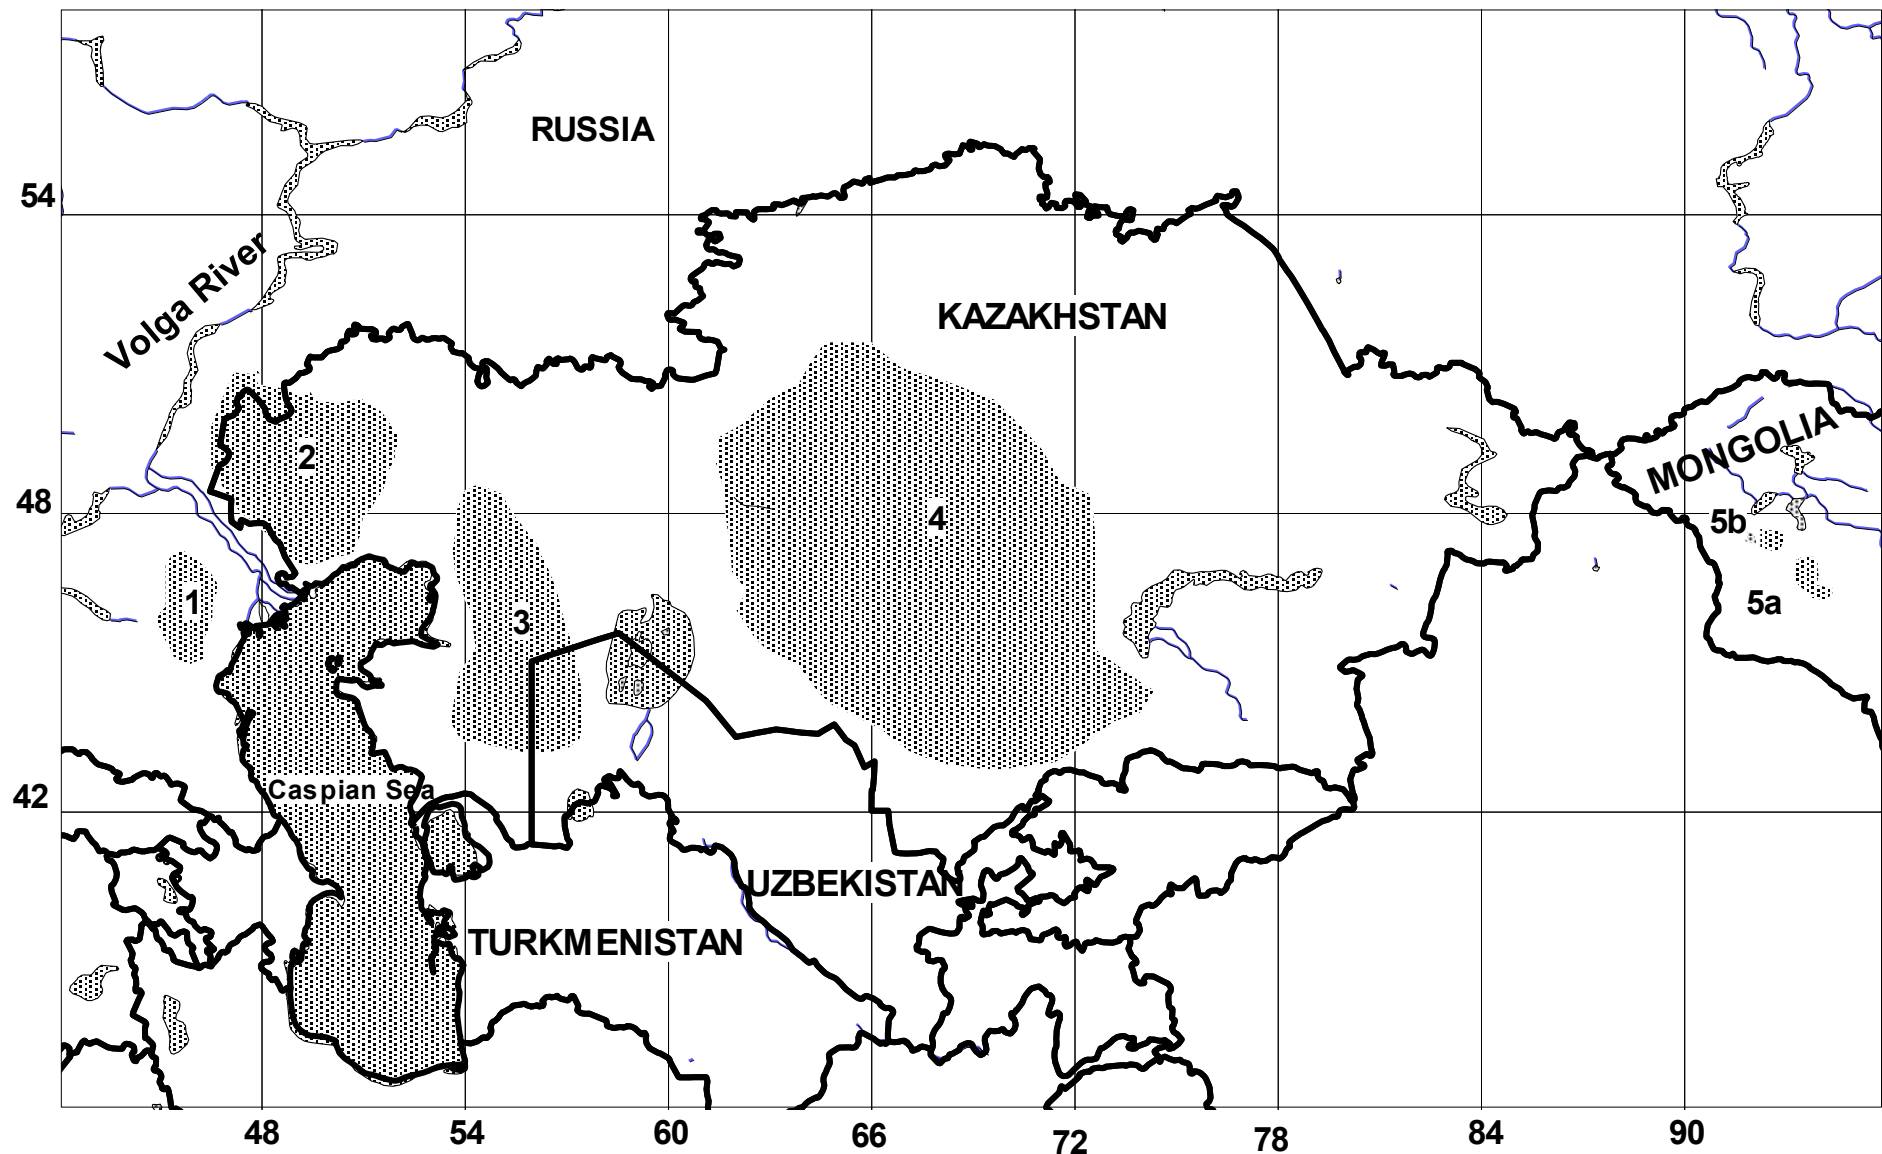 RUSSIA
54
Volga River
KAZAKHSTAN
2
MONGOLIA
48
4
5b
1
3
5a
42
Caspian Sea
UZBEKISTAN
TURKMENISTAN
48 54 60 66 72 78 84 90